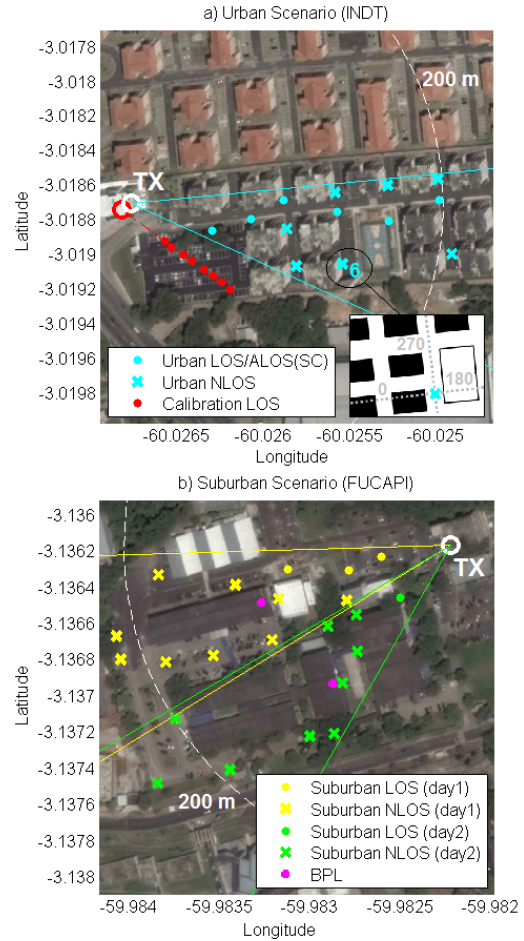 a) Urban Scenario (INDT)
-3.0178
-3.018
-3.0182
-3.0184
-3.0186
-3.0188
-3.019
-3.0192
-3.0194
-3.0196
-3.0198
Latitude
200 m
TX
6
270
0
180
Urban LOS/ALOS(SC)
Urban NLOS
Calibration LOS
-60.0265
-60.026
-60.0255
-60.025
Longitude
b) Suburban Scenario (FUCAPI)
-3.136
-3.1362
-3.1364
-3.1366
-3.1368
-3.137
-3.1372
-3.1374
-3.1376
-3.138
Latitude
TX
200 m
Suburban LOS (day1)
Suburban NLOS (day1)
Suburban LOS (day2)
Suburban NLOS (day2)
BPL
-59.984
-59.9835
-59.983
-59.9825
-59.982
Longitude